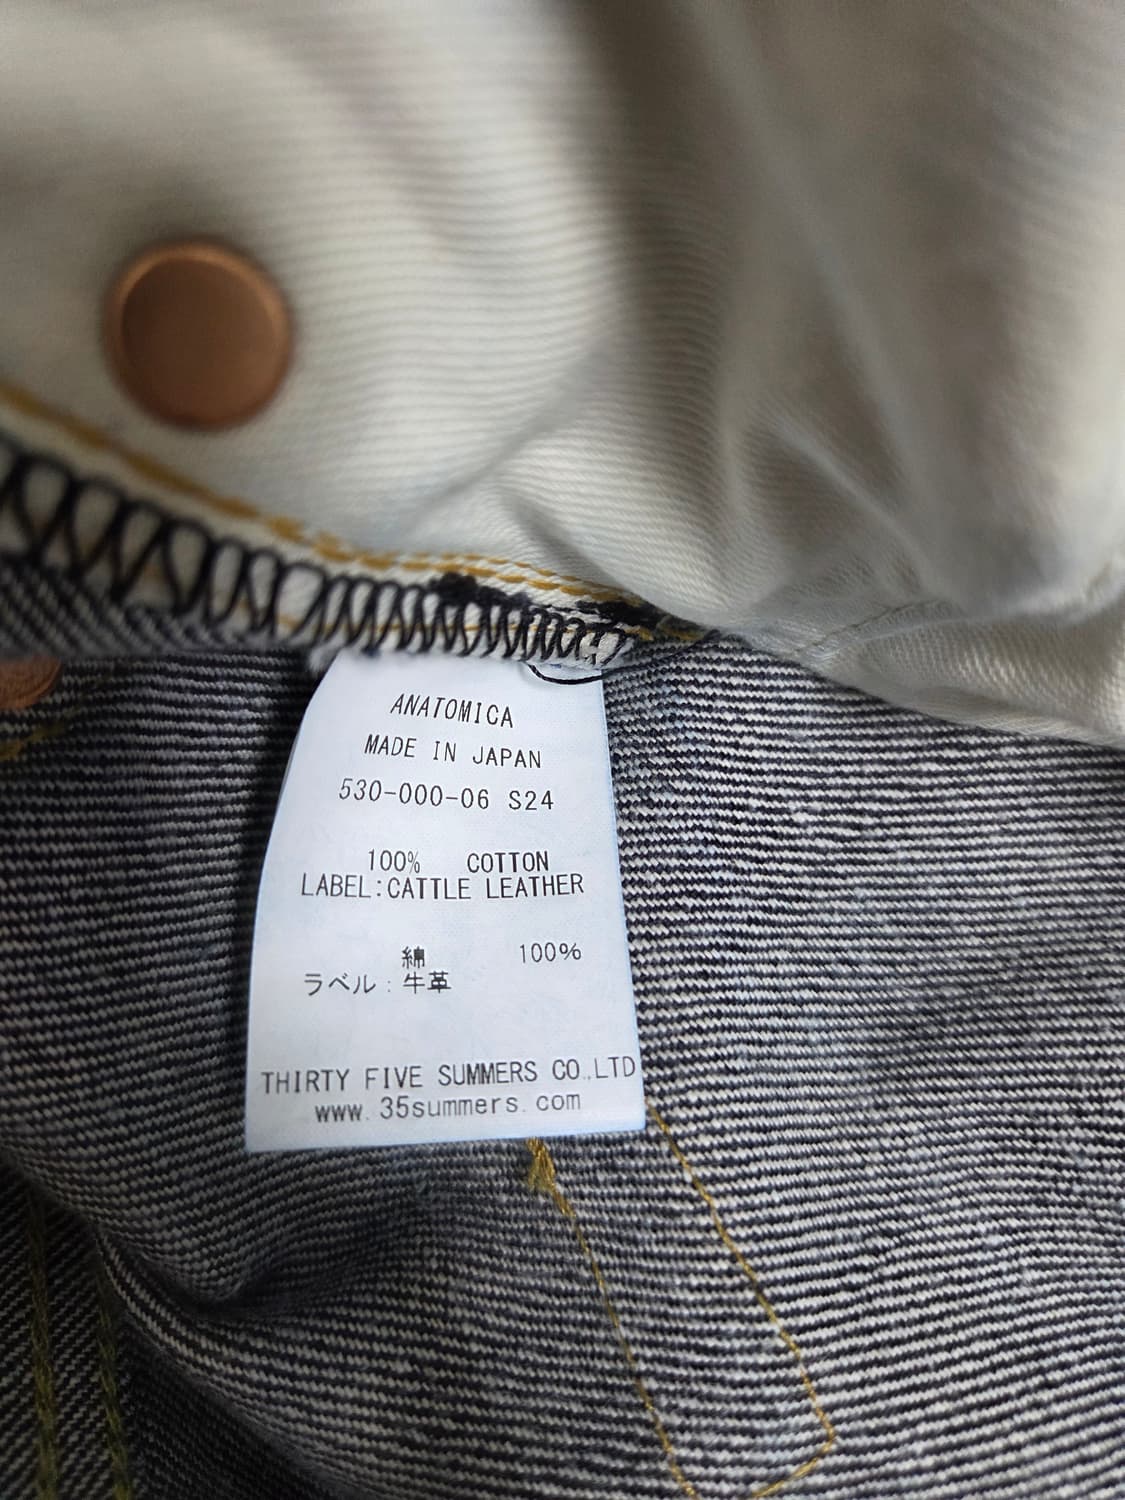 ANATOMICA
MADE IN JAPAN
530-000-06 S24
100% COTTON
LABEL:CATTLE LEATHER
綿 100%
ラベル:牛革
THIRTY FIVE SUMMERS CO.,LTD
www.35summers.com